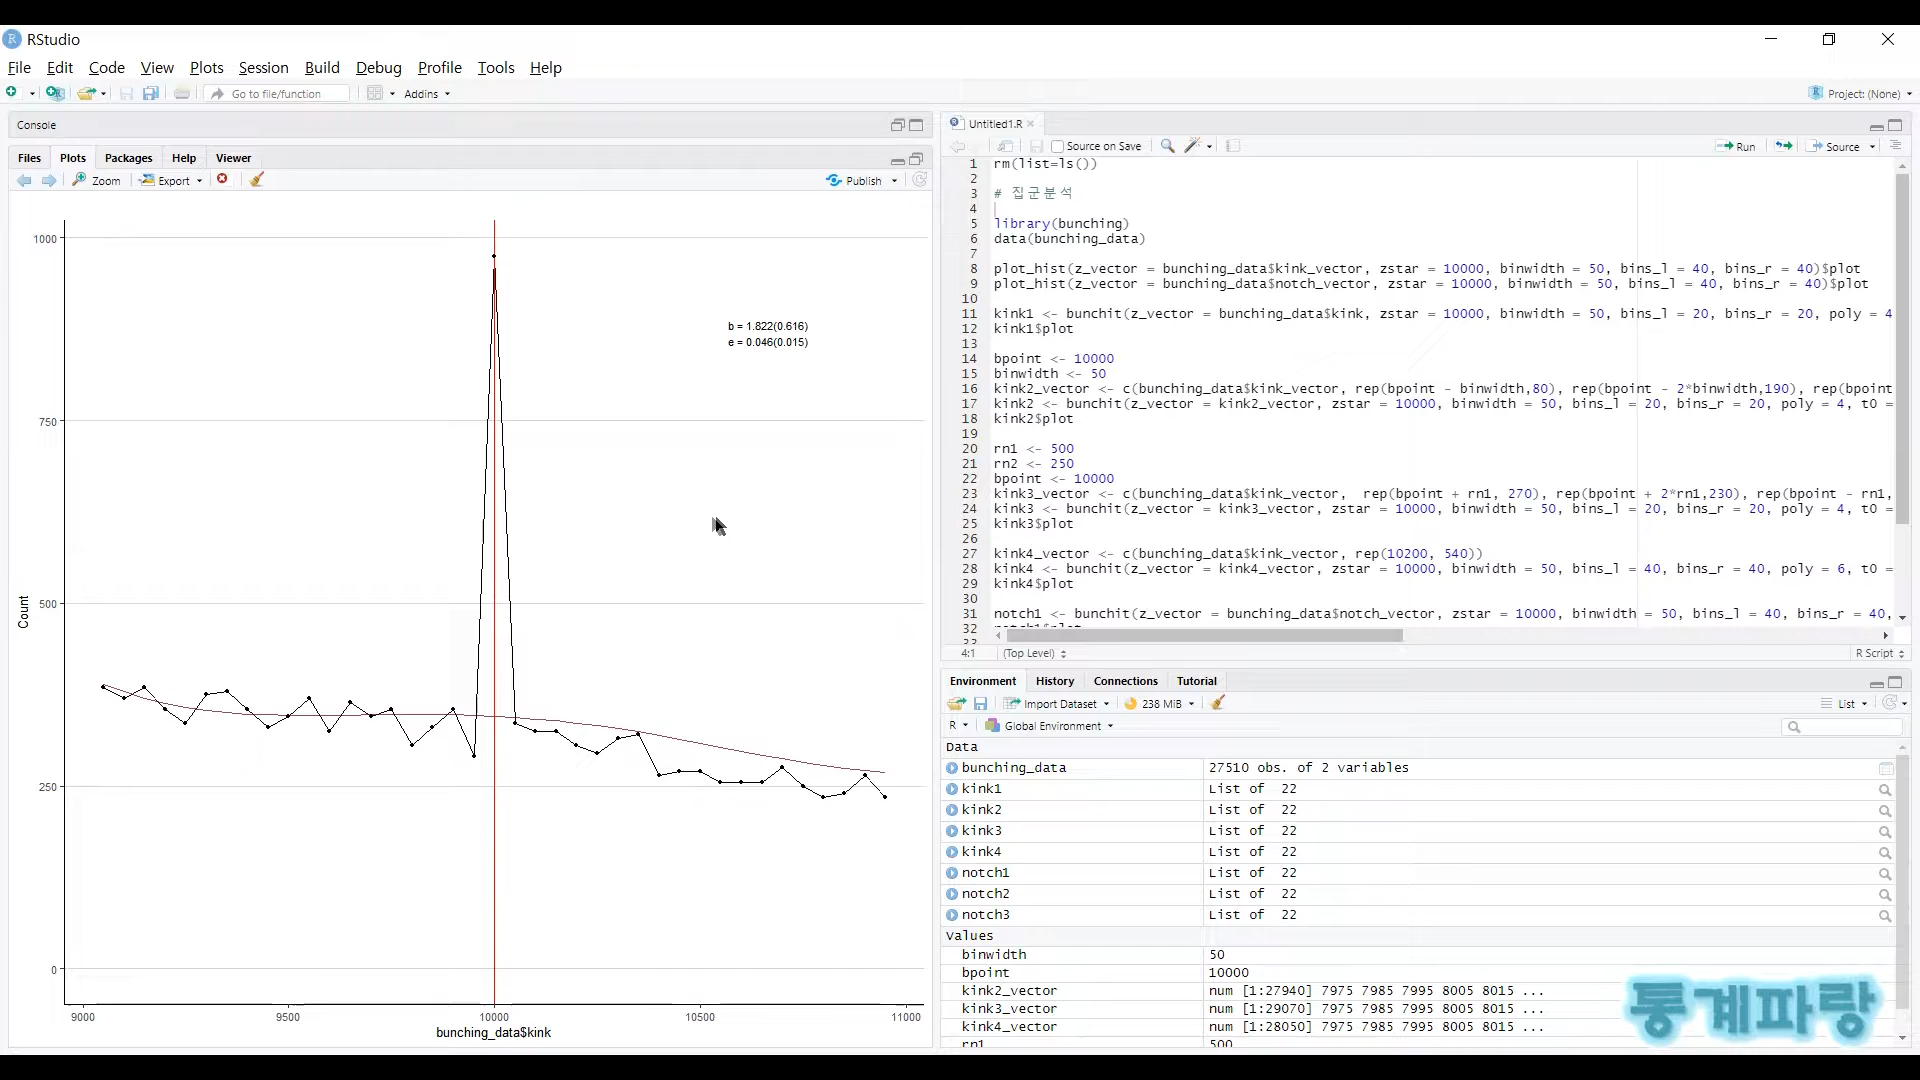 RStudio
File Edit Code View Plots Session Build Debug Profile Tools Help
Go to file/function Addins Project: (None)
Console
Files Plots Packages Help Viewer
Zoom Export Publish
1000
750
500
250
0
Count
b = 1.822(0.616)
e = 0.046(0.015)
9000 9500 10000 10500 11000
bunching_data$kink
Untitled1.R
Source on Save Run Source
1 rm(list=ls())
2
3 # 집군분석
4
5 library(bunching)
6 data(bunching_data)
7
8 plot_hist(z_vector = bunching_data$kink_vector, zstar = 10000, binwidth = 50, bins_l = 40, bins_r = 40)$plot
9 plot_hist(z_vector = bunching_data$notch_vector, zstar = 10000, binwidth = 50, bins_l = 40, bins_r = 40)$plot
10
11 kink1 <- bunchit(z_vector = bunching_data$kink, zstar = 10000, binwidth = 50, bins_l = 20, bins_r = 20, poly = 4
12 kink1$plot
13
14 bpoint <- 10000
15 binwidth <- 50
16 kink2_vector <- c(bunching_data$kink_vector, rep(bpoint - binwidth,80), rep(bpoint - 2*binwidth,190), rep(bpoint
17 kink2 <- bunchit(z_vector = kink2_vector, zstar = 10000, binwidth = 50, bins_l = 20, bins_r = 20, poly = 4, t0 =
18 kink2$plot
19
20 rn1 <- 500
21 rn2 <- 250
22 bpoint <- 10000
23 kink3_vector <- c(bunching_data$kink_vector,  rep(bpoint + rn1, 270), rep(bpoint + 2*rn1,230), rep(bpoint - rn1,
24 kink3 <- bunchit(z_vector = kink3_vector, zstar = 10000, binwidth = 50, bins_l = 20, bins_r = 20, poly = 4, t0 =
25 kink3$plot
26
27 kink4_vector <- c(bunching_data$kink_vector, rep(10200, 540))
28 kink4 <- bunchit(z_vector = kink4_vector, zstar = 10000, binwidth = 50, bins_l = 40, bins_r = 40, poly = 6, t0 =
29 kink4$plot
30
31 notch1 <- bunchit(z_vector = bunching_data$notch_vector, zstar = 10000, binwidth = 50, bins_l = 40, bins_r = 40,
32
4:1 (Top Level) R Script
Environment History Connections Tutorial
Import Dataset 238 MiB List
R Global Environment
Data
bunching_data 27510 obs. of 2 variables
kink1 List of 22
kink2 List of 22
kink3 List of 22
kink4 List of 22
notch1 List of 22
notch2 List of 22
notch3 List of 22
Values
binwidth 50
bpoint 10000
kink2_vector num [1:27940] 7975 7985 7995 8005 8015 ...
kink3_vector num [1:29070] 7975 7985 7995 8005 8015 ...
kink4_vector num [1:28050] 7975 7985 7995 8005 8015 ...
rn1 500
통계파랑